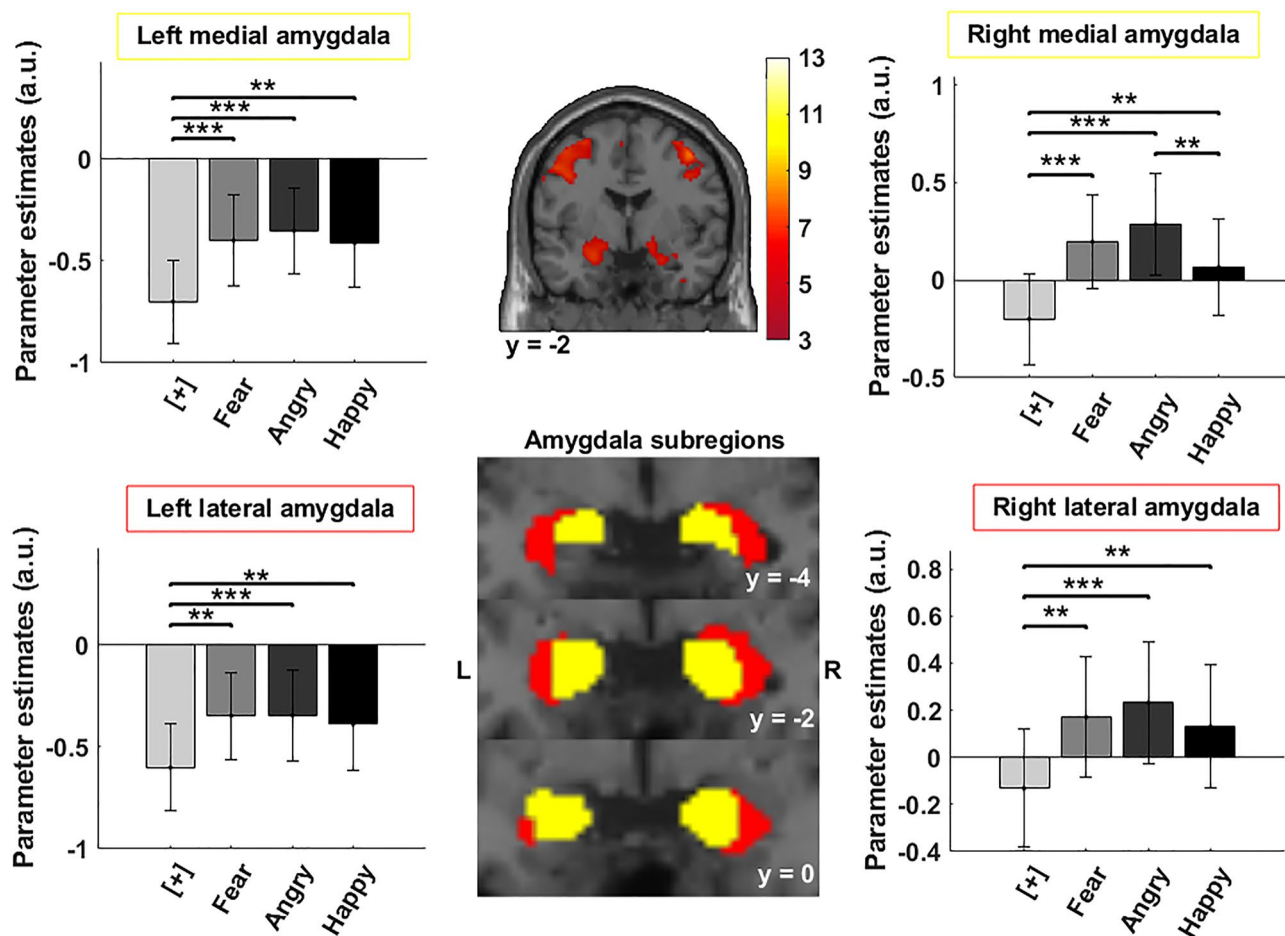 Left medial amygdala
Parameter estimates (a.u.)
**
***
***
0
-0.5
-1
[+]
Fear
Angry
Happy
13
11
9
7
5
3
y = -2
Right medial amygdala
Parameter estimates (a.u.)
1
0.5
0
-0.5
**
***
**
***
[+]
Fear
Angry
Happy
Left lateral amygdala
Parameter estimates (a.u.)
**
***
**
0
-0.5
-1
[+]
Fear
Angry
Happy
Amygdala subregions
y = -4
L
R
y = -2
y = 0
Right lateral amygdala
Parameter estimates (a.u.)
0.8
0.6
0.4
0.2
0
-0.2
-0.4
**
***
**
[+]
Fear
Angry
Happy